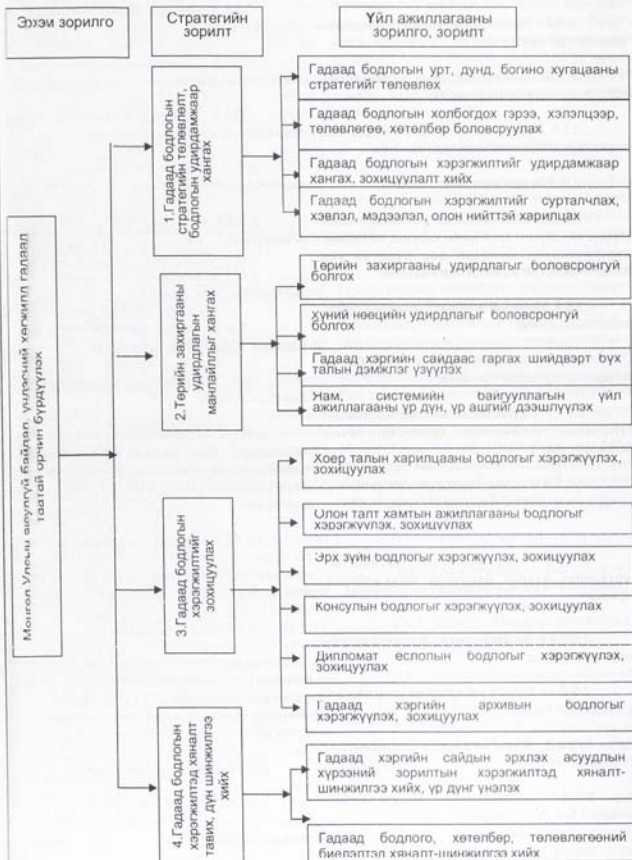 Эрхэм зорилго
Стратегийн
зорилт
Үйл ажиллагааны
зорилго, зорилт
Монгол Улсын аюулгүй байдал, үндэсний хөгжилд гадаад
таатай орчин бүрдүүлэх
1.Гадаад бодлогын
стратегийн төлөвлөлт,
бодлогын удирдамжаар
хангах
Гадаад бодлогын урт, дунд, богино хугацааны
стратегийг төлөвлөх
Гадаад бодлогын холбогдох гэрээ, хэлэлцээр,
төлөвлөгөө, хөтөлбөр боловсруулах
Гадаад бодлогын хэрэгжилтийг удирдамжаар
хангах, зохицуулалт хийх
Гадаад бодлогын хэрэгжилтийг сурталчлах,
хэвлэл, мэдээлэл, олон нийттэй харилцах
2.Төрийн захиргааны
удирдлагын
манлайллыг хангах
Төрийн захиргааны удирдлагыг боловсронгуй
болгох
Хүний нөөцийн удирдлагыг боловсронгуй
болгох
Гадаад хэргийн сайдаас гаргах шийдвэрт бүх
талын дэмжлэг үзүүлэх
Яам, системийн байгууллагын үйл
ажиллагааны үр дүн, үр ашгийг дээшлүүлэх
3.Гадаад бодлогын
хэрэгжилтийг
зохицуулах
Хоёр талын харилцааны бодлогыг хэрэгжүүлэх,
зохицуулах
Олон талт хамтын ажиллагааны бодлогыг
хэрэгжүүлэх, зохицуулах
Эрх зүйн бодлогыг хэрэгжүүлэх, зохицуулах
Консулын бодлогыг хэрэгжүүлэх, зохицуулах
Дипломат ёслолын бодлогыг хэрэгжүүлэх,
зохицуулах
Гадаад хэргийн архивын бодлогыг
хэрэгжүүлэх, зохицуулах
4.Гадаад бодлогын
хэрэгжилтэд хяналт
тавих, дүн шинжилгээ
хийх
Гадаад хэргийн сайдын эрхлэх асуудлын
хүрээний зорилтын хэрэгжилтэд хяналт-
шинжилгээ хийх, үр дүнг үнэлэх
Гадаад бодлого, хөтөлбөр, төлөвлөгөөний
биелэлтэд хяналт-шинжилгээ хийх